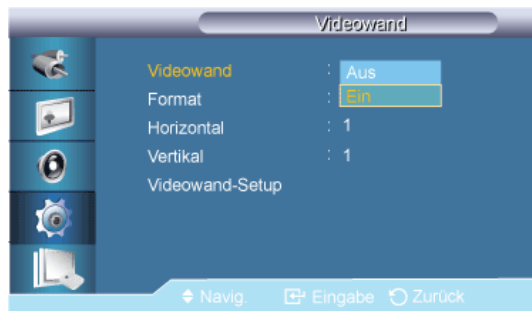 Videowand
Videowand : Aus
Format : Ein
Horizontal : 1
Vertikal : 1
Videowand-Setup
Navig. Eingabe Zurück